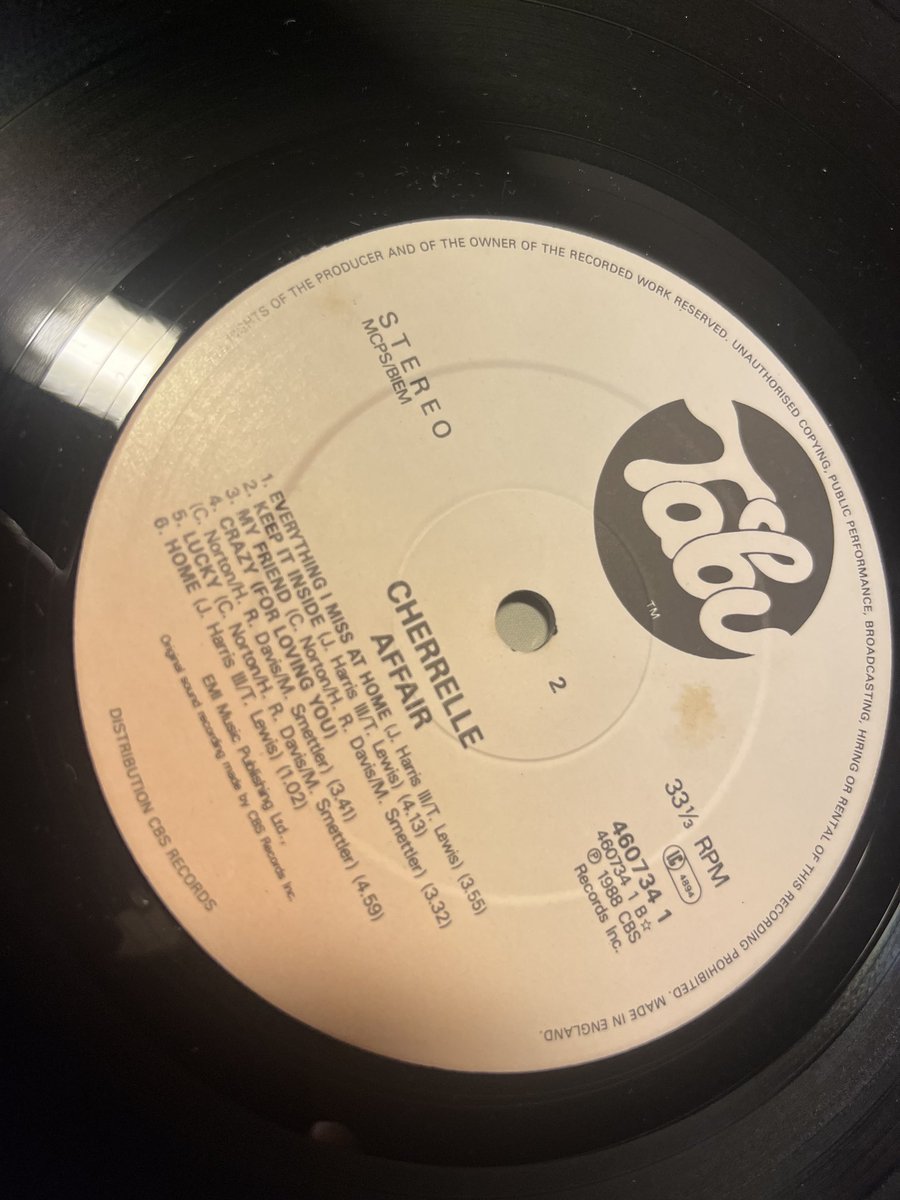 Tabu
TM
STEREO
MCPS/BIEM
33 1/3 RPM
LC 4894
460734 1
460734 1 B☆
℗ 1988 CBS
Records Inc.
2
CHERRELLE
AFFAIR
1. EVERYTHING I MISS AT HOME (J. Harris III/T. Lewis) (3.55)
2. KEEP IT INSIDE (J. Harris III/T. Lewis) (4.13)
3. MY FRIEND (C. Norton/H. R. Davis/M. Smettler) (3.32)
4. CRAZY (FOR LOVING YOU)
(C. Norton/H. R. Davis/M. Smettler) (3.41)
5. LUCKY (C. Norton/H. R. Davis/M. Smettler) (4.59)
6. HOME (J. Harris III/T. Lewis) (1.02)
EMI Music Publishing Ltd.,
Original sound recording made by CBS Records Inc.
DISTRIBUTION CBS RECORDS
RIGHTS OF THE PRODUCER AND OF THE OWNER OF THE RECORDED WORK RESERVED. UNAUTHORISED COPYING, PUBLIC PERFORMANCE, BROADCASTING, HIRING OR RENTAL OF THIS RECORDING PROHIBITED. MADE IN ENGLAND.